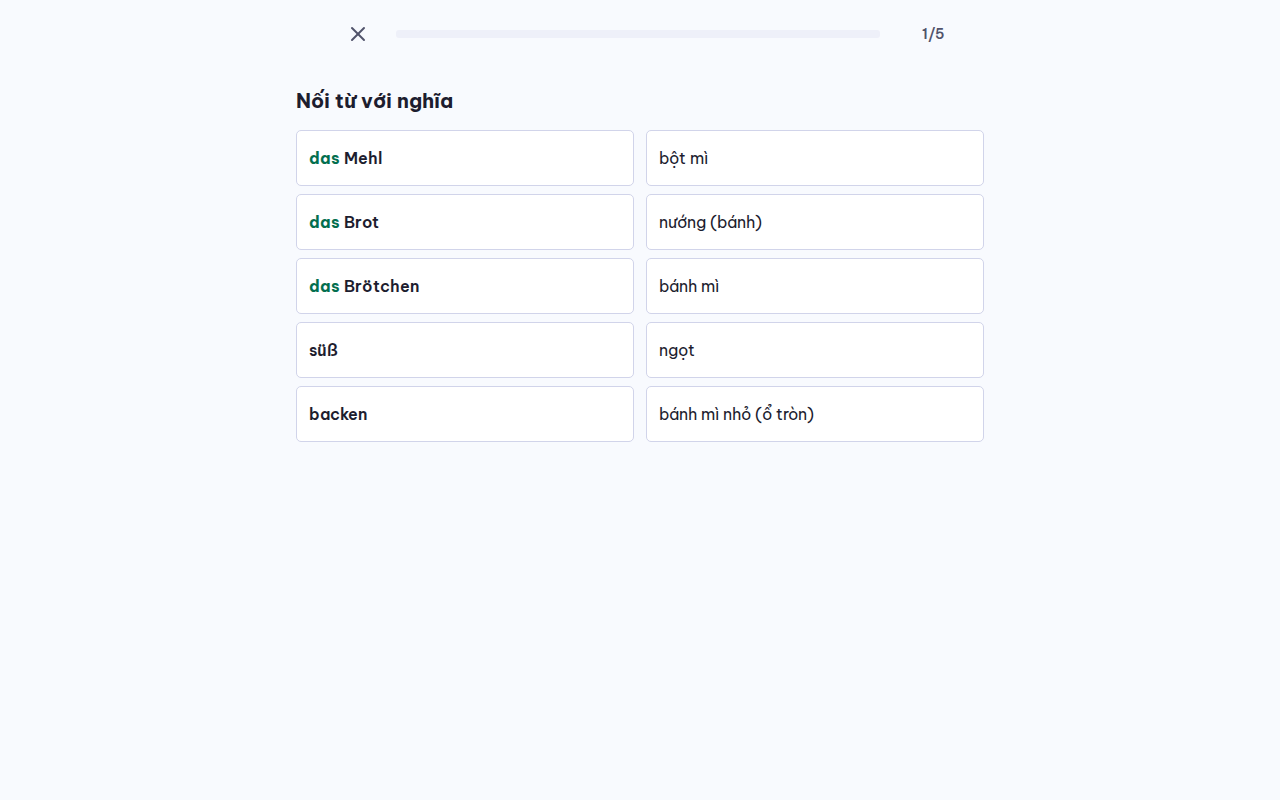 1/5
Nối từ với nghĩa
das Mehl
bột mì
das Brot
nướng (bánh)
das Brötchen
bánh mì
süß
ngọt
backen
bánh mì nhỏ (ổ tròn)